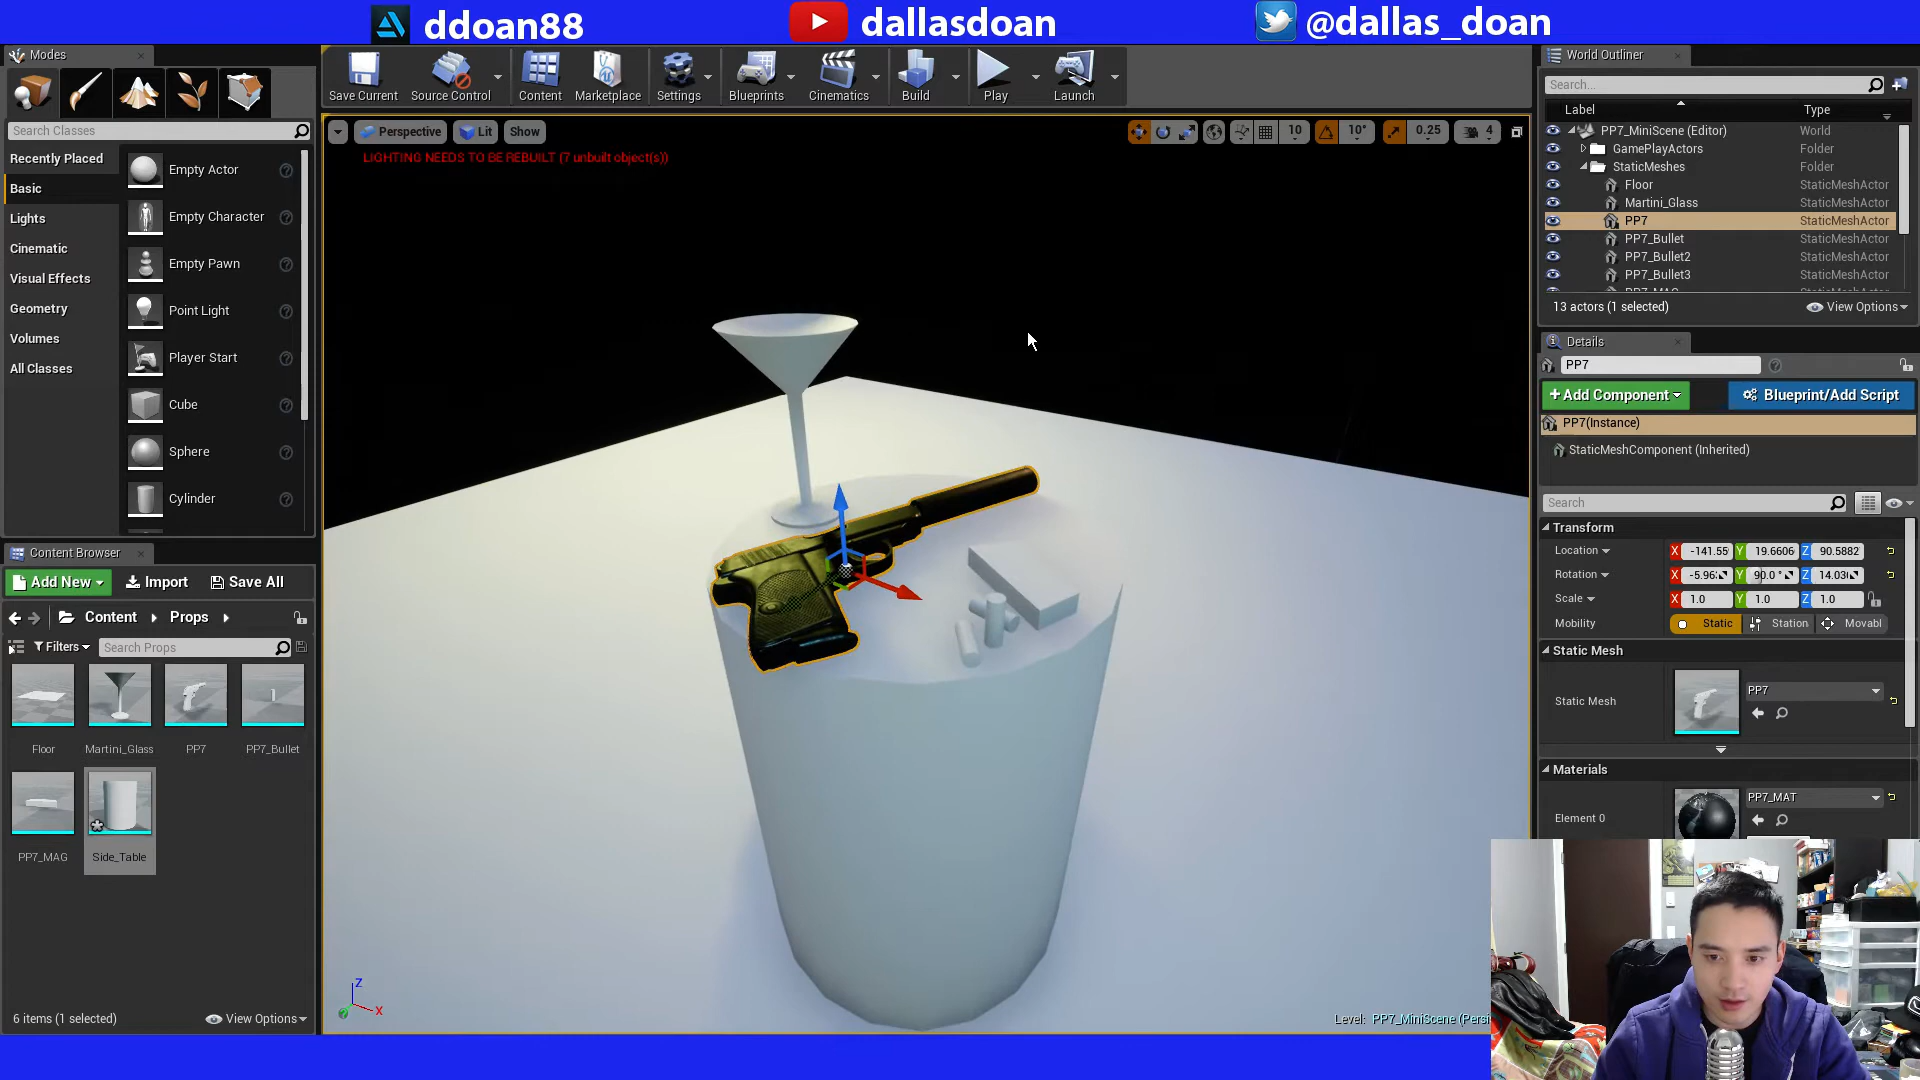 ddoan88
dallasdoan
@dallas_doan
Modes
Save Current
Source Control
Content
Marketplace
Settings
Blueprints
Cinematics
Build
Play
Launch
World Outliner
Search Classes
Recently Placed
Basic
Lights
Cinematic
Visual Effects
Geometry
Volumes
All Classes
Empty Actor
Empty Character
Empty Pawn
Point Light
Player Start
Cube
Sphere
Cylinder
Perspective
Lit
Show
10
10°
0.25
4
LIGHTING NEEDS TO BE REBUILT (7 unbuilt object(s))
Search...
Label
Type
PP7_MiniScene (Editor)
World
GamePlayActors
Folder
StaticMeshes
Folder
Floor
StaticMeshActor
Martini_Glass
StaticMeshActor
PP7
StaticMeshActor
PP7_Bullet
StaticMeshActor
PP7_Bullet2
StaticMeshActor
PP7_Bullet3
StaticMeshActor
13 actors (1 selected)
View Options
Details
PP7
+ Add Component
Blueprint/Add Script
PP7(Instance)
StaticMeshComponent (Inherited)
Search
Transform
Location
X -141.55
Y 19.6606
Z 90.5882
Rotation
X -5.96
Y 90.0 °
Z 14.03
Scale
X 1.0
Y 1.0
Z 1.0
Mobility
Static
Station
Movabl
Static Mesh
Static Mesh
PP7
Materials
Element 0
PP7_MAT
Content Browser
Add New
Import
Save All
Content
Props
Filters
Search Props
Floor
Martini_Glass
PP7
PP7_Bullet
PP7_MAG
Side_Table
6 items (1 selected)
View Options
Z
X
Level: PP7_MiniScene (Persi